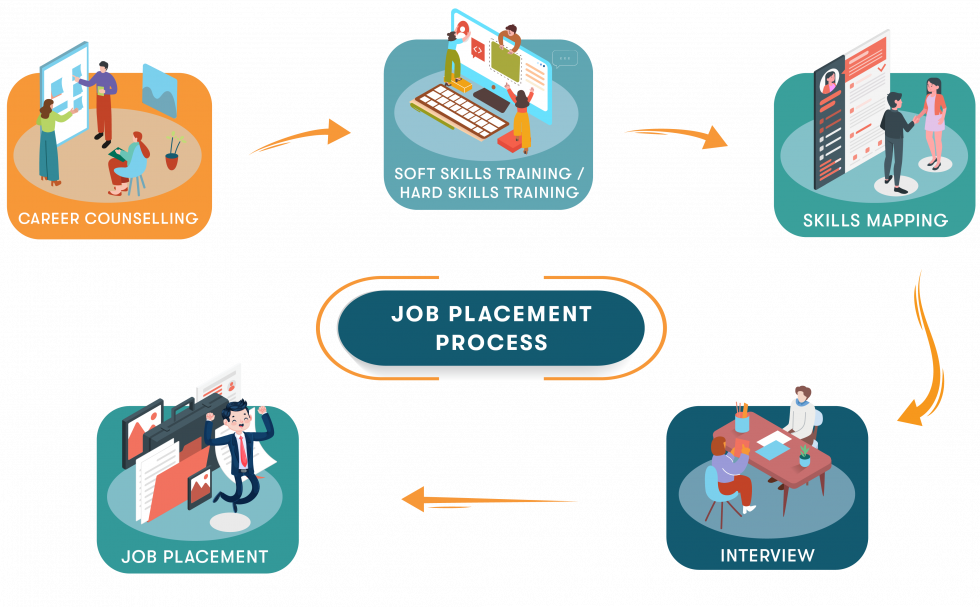 CAREER COUNSELLING
SOFT SKILLS TRAINING /
HARD SKILLS TRAINING
SKILLS MAPPING
JOB PLACEMENT
PROCESS
JOB PLACEMENT
INTERVIEW